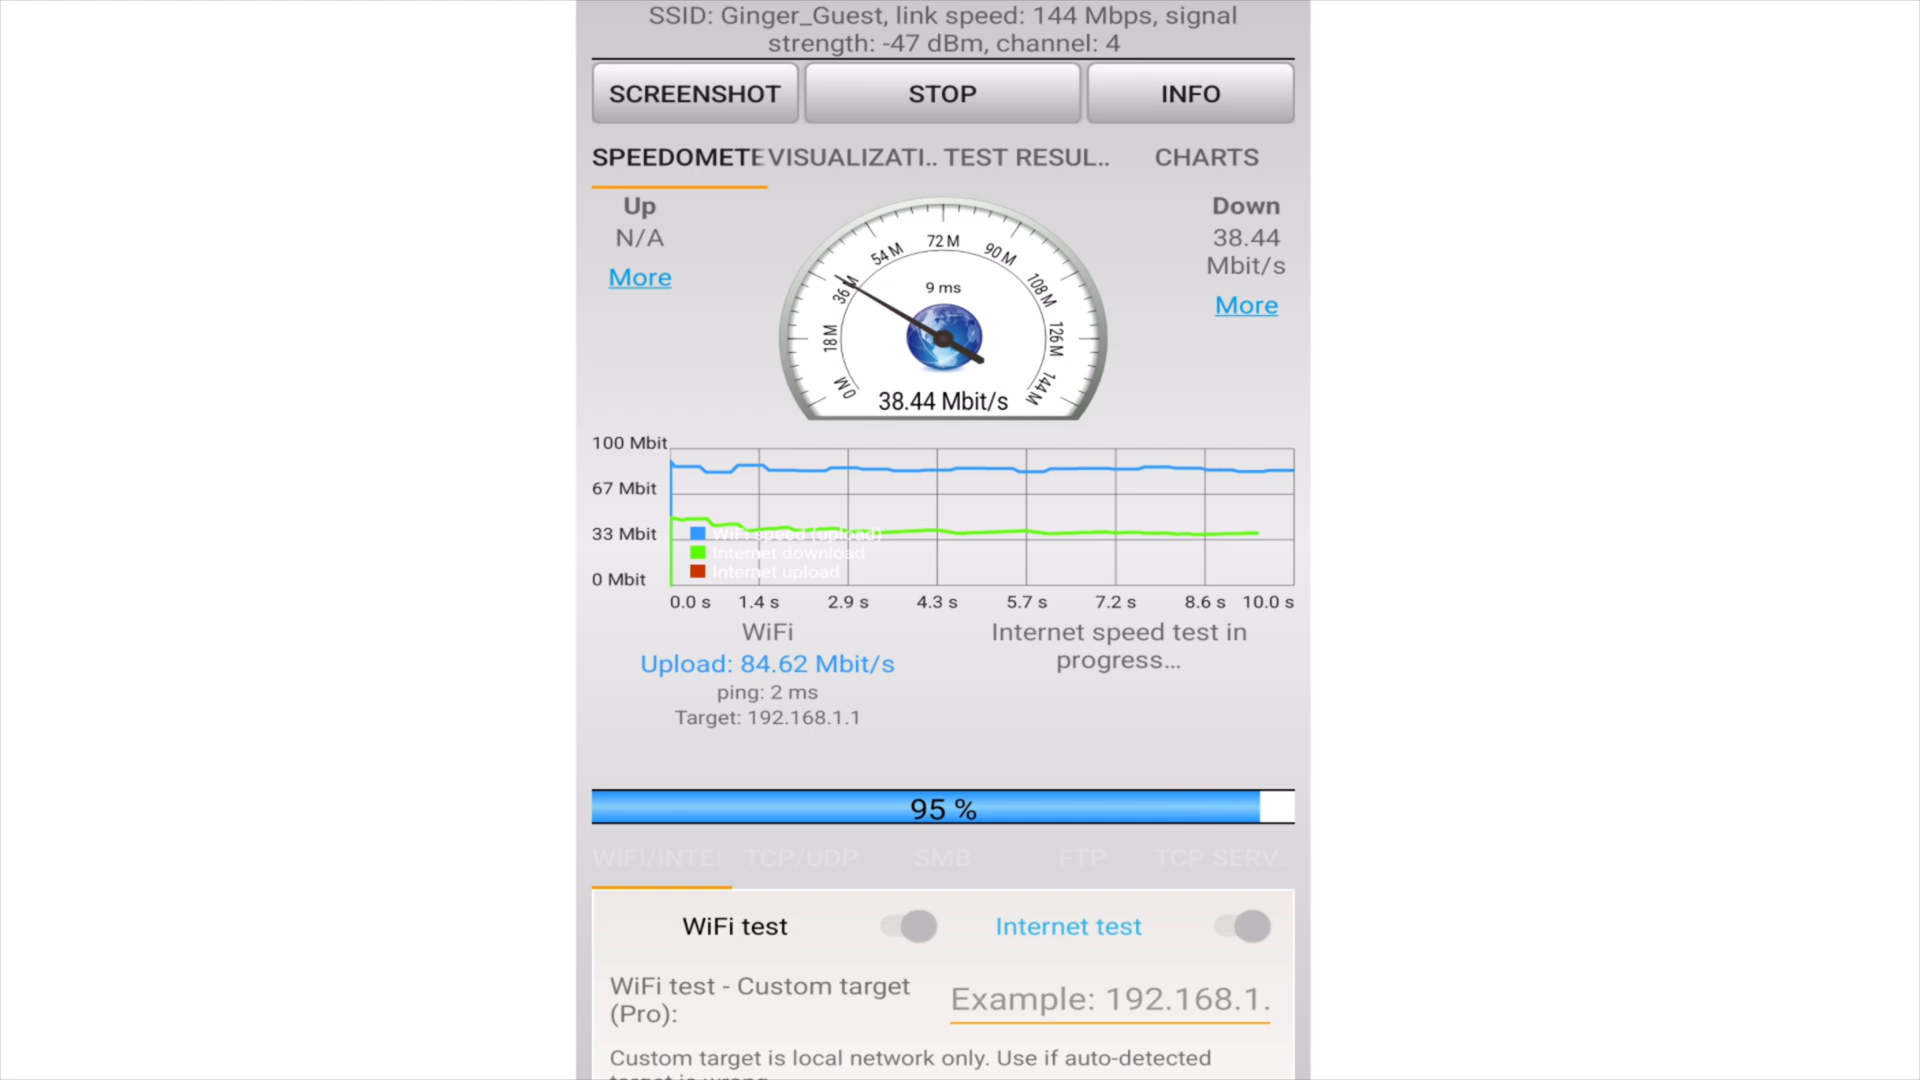 SSID: Ginger_Guest, link speed: 144 Mbps, signal
strength: -47 dBm, channel: 4
SCREENSHOT STOP INFO
SPEEDOMETE VISUALIZATI.. TEST RESUL.. CHARTS
Up
N/A
More
0 M 18 M 36 M 54 M 72 M 90 M 108 M 126 M 144 M
9 ms
38.44 Mbit/s
Down
38.44
Mbit/s
More
100 Mbit
67 Mbit
33 Mbit
0 Mbit
WiFi speed (upload)
Internet download
Internet upload
0.0 s 1.4 s 2.9 s 4.3 s 5.7 s 7.2 s 8.6 s 10.0 s
WiFi
Upload: 84.62 Mbit/s
ping: 2 ms
Target: 192.168.1.1
Internet speed test in
progress...
95 %
WIFI/INTE TCP/UDP SMB FTP TCP SERV..
WiFi test Internet test
WiFi test - Custom target
(Pro):
Example: 192.168.1.
Custom target is local network only. Use if auto-detected
target is wrong